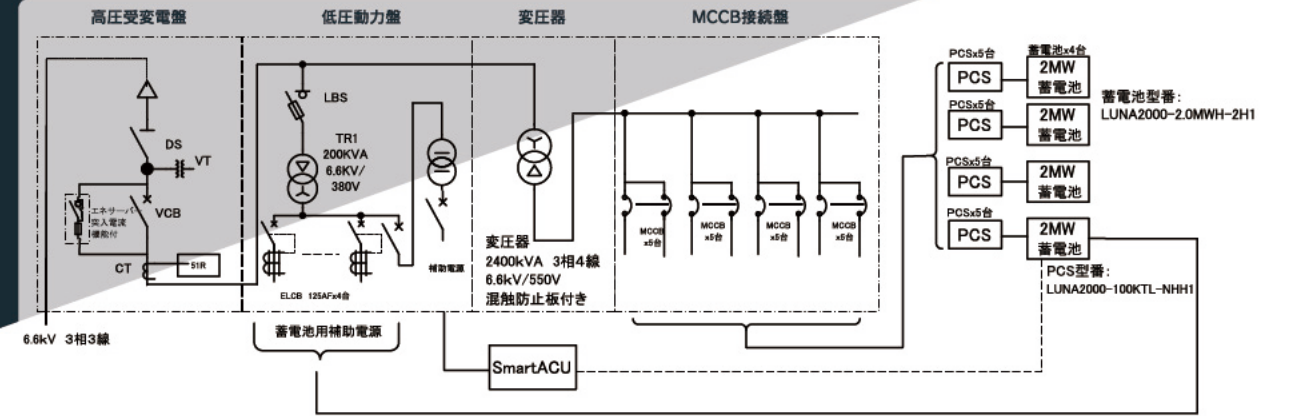 高圧受変電盤
低圧動力盤
変圧器
MCCB接続盤
DS
VT
VCB
エネサーバー
突入電流
機能付
CT
51R
6.6kV 3相3線
LBS
TR1
200KVA
6.6KV/
380V
補助電源
ELCB 125AFx4台
蓄電池用補助電源
変圧器
2400kVA 3相4線
6.6kV/550V
混触防止板付き
MCCB
x5台
MCCB
x5台
MCCB
x5台
MCCB
x5台
SmartACU
PCSx5台
PCS
蓄電池x4台
2MW
蓄電池
PCSx5台
PCS
2MW
蓄電池
PCSx5台
PCS
2MW
蓄電池
PCSx5台
PCS
2MW
蓄電池
蓄電池型番:
LUNA2000-2.0MWH-2H1
PCS型番:
LUNA2000-100KTL-NHH1